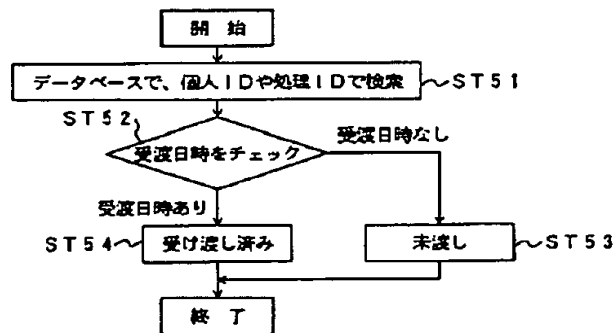 開 始
データベースで、個人IDや処理IDで検索
ST51
ST52
受渡日時をチェック
受渡日時なし
受渡日時あり
ST54
受け渡し済み
未渡し
ST53
終 了